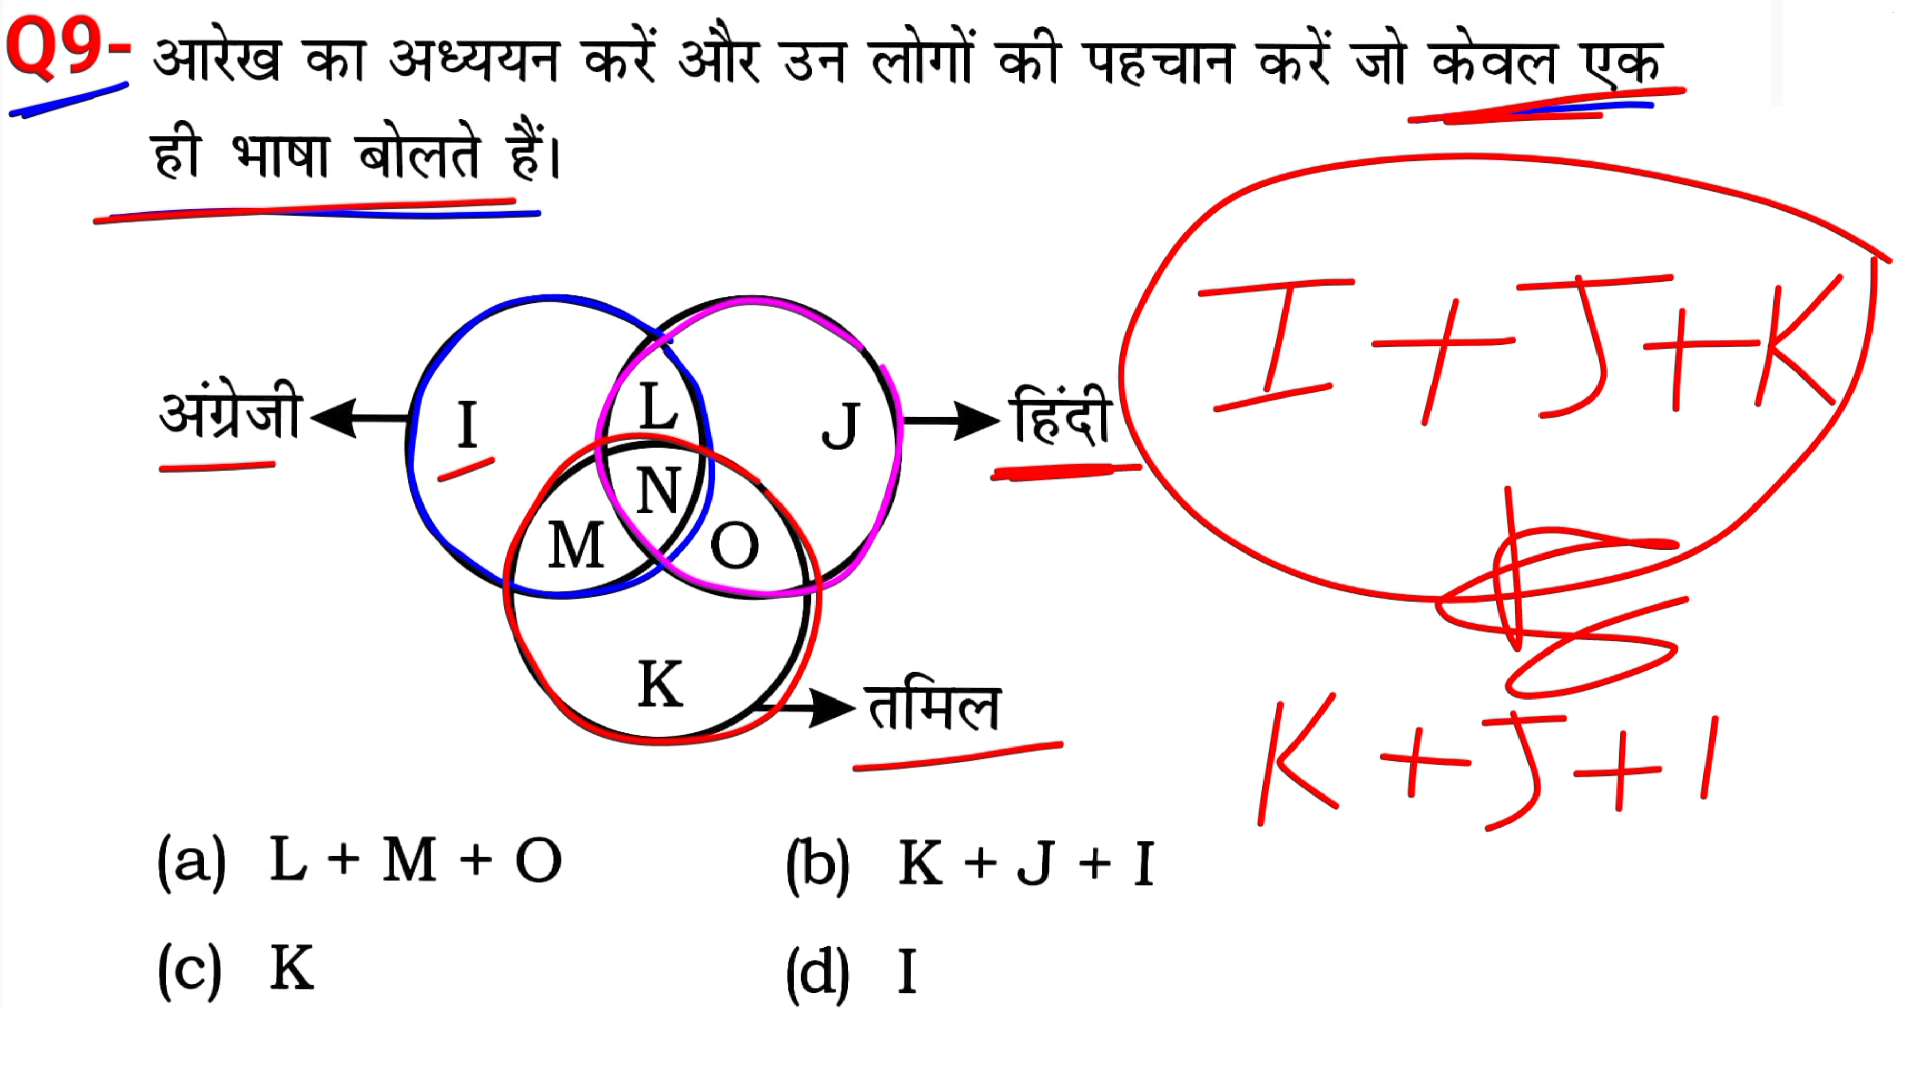 Q9- आरेख का अध्ययन करें और उन लोगों की पहचान करें जो केवल एक
ही भाषा बोलते हैं।
I + J + K
अंग्रेजी
I
L
J
हिंदी
N
M
O
K
तमिल
K + J + I
(a) L + M + O
(b) K + J + I
(c) K
(d) I